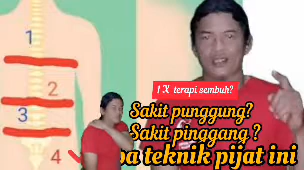 1
2
3
4
1 X terapi sembuh?
Sakit punggung?
Sakit pinggang ?
ba teknik pijat ini